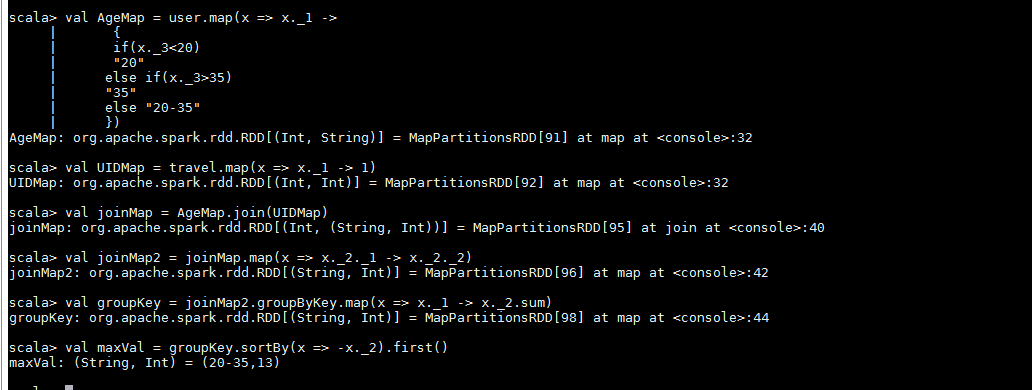 scala> val AgeMap = user.map(x => x._1 ->
     |       {
     |       if(x._3<20)
     |       "20"
     |      else if(x._3>35)
     |      "35"
     |      else "20-35"
     |      })
AgeMap: org.apache.spark.rdd.RDD[(Int, String)] = MapPartitionsRDD[91] at map at <console>:32
scala> val UIDMap = travel.map(x => x._1 -> 1)
UIDMap: org.apache.spark.rdd.RDD[(Int, Int)] = MapPartitionsRDD[92] at map at <console>:32
scala> val joinMap = AgeMap.join(UIDMap)
joinMap: org.apache.spark.rdd.RDD[(Int, (String, Int))] = MapPartitionsRDD[95] at join at <console>:40
scala> val joinMap2 = joinMap.map(x => x._2._1 -> x._2._2)
joinMap2: org.apache.spark.rdd.RDD[(String, Int)] = MapPartitionsRDD[96] at map at <console>:42
scala> val groupKey = joinMap2.groupByKey.map(x => x._1 -> x._2.sum)
groupKey: org.apache.spark.rdd.RDD[(String, Int)] = MapPartitionsRDD[98] at map at <console>:44
scala> val maxVal = groupKey.sortBy(x => -x._2).first()
maxVal: (String, Int) = (20-35,13)